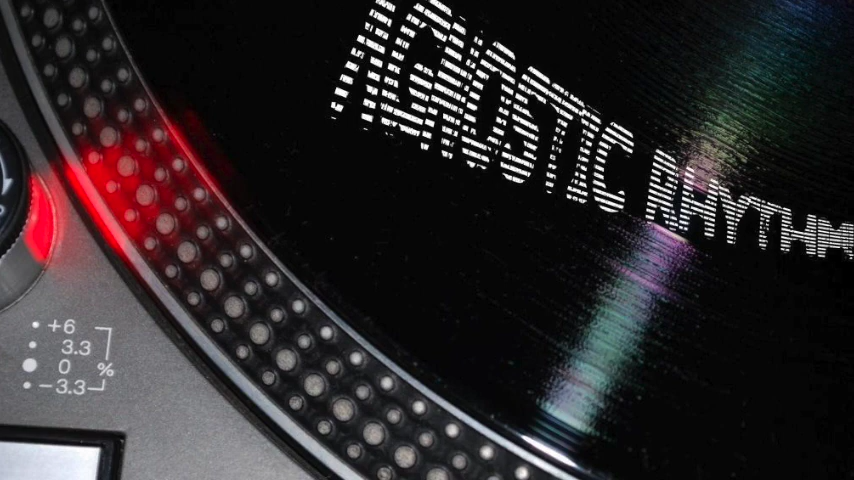 AGNOSTIC RHYTHM
+6
3.3
0 %
-3.3